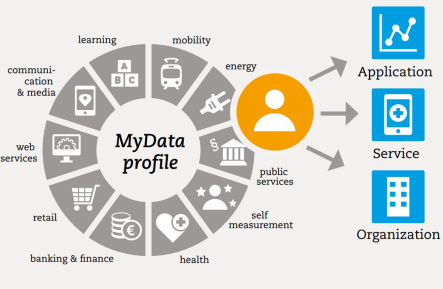 learning
mobility
communi-
cation
& media
energy
A
B C
MyData
profile
§
web
services
public
services
retail
self
measurement
€
banking & finance
health
Application
Service
Organization